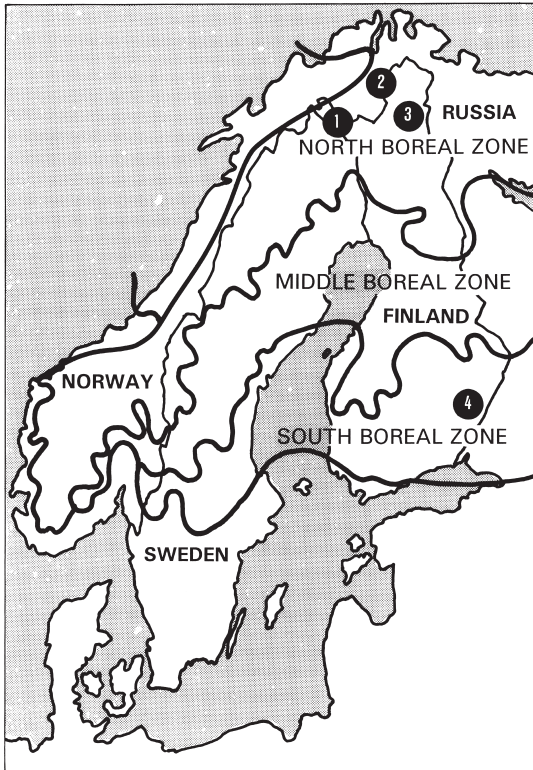 2
1
3
RUSSIA
NORTH BOREAL ZONE
MIDDLE BOREAL ZONE
FINLAND
NORWAY
4
SOUTH BOREAL ZONE
SWEDEN